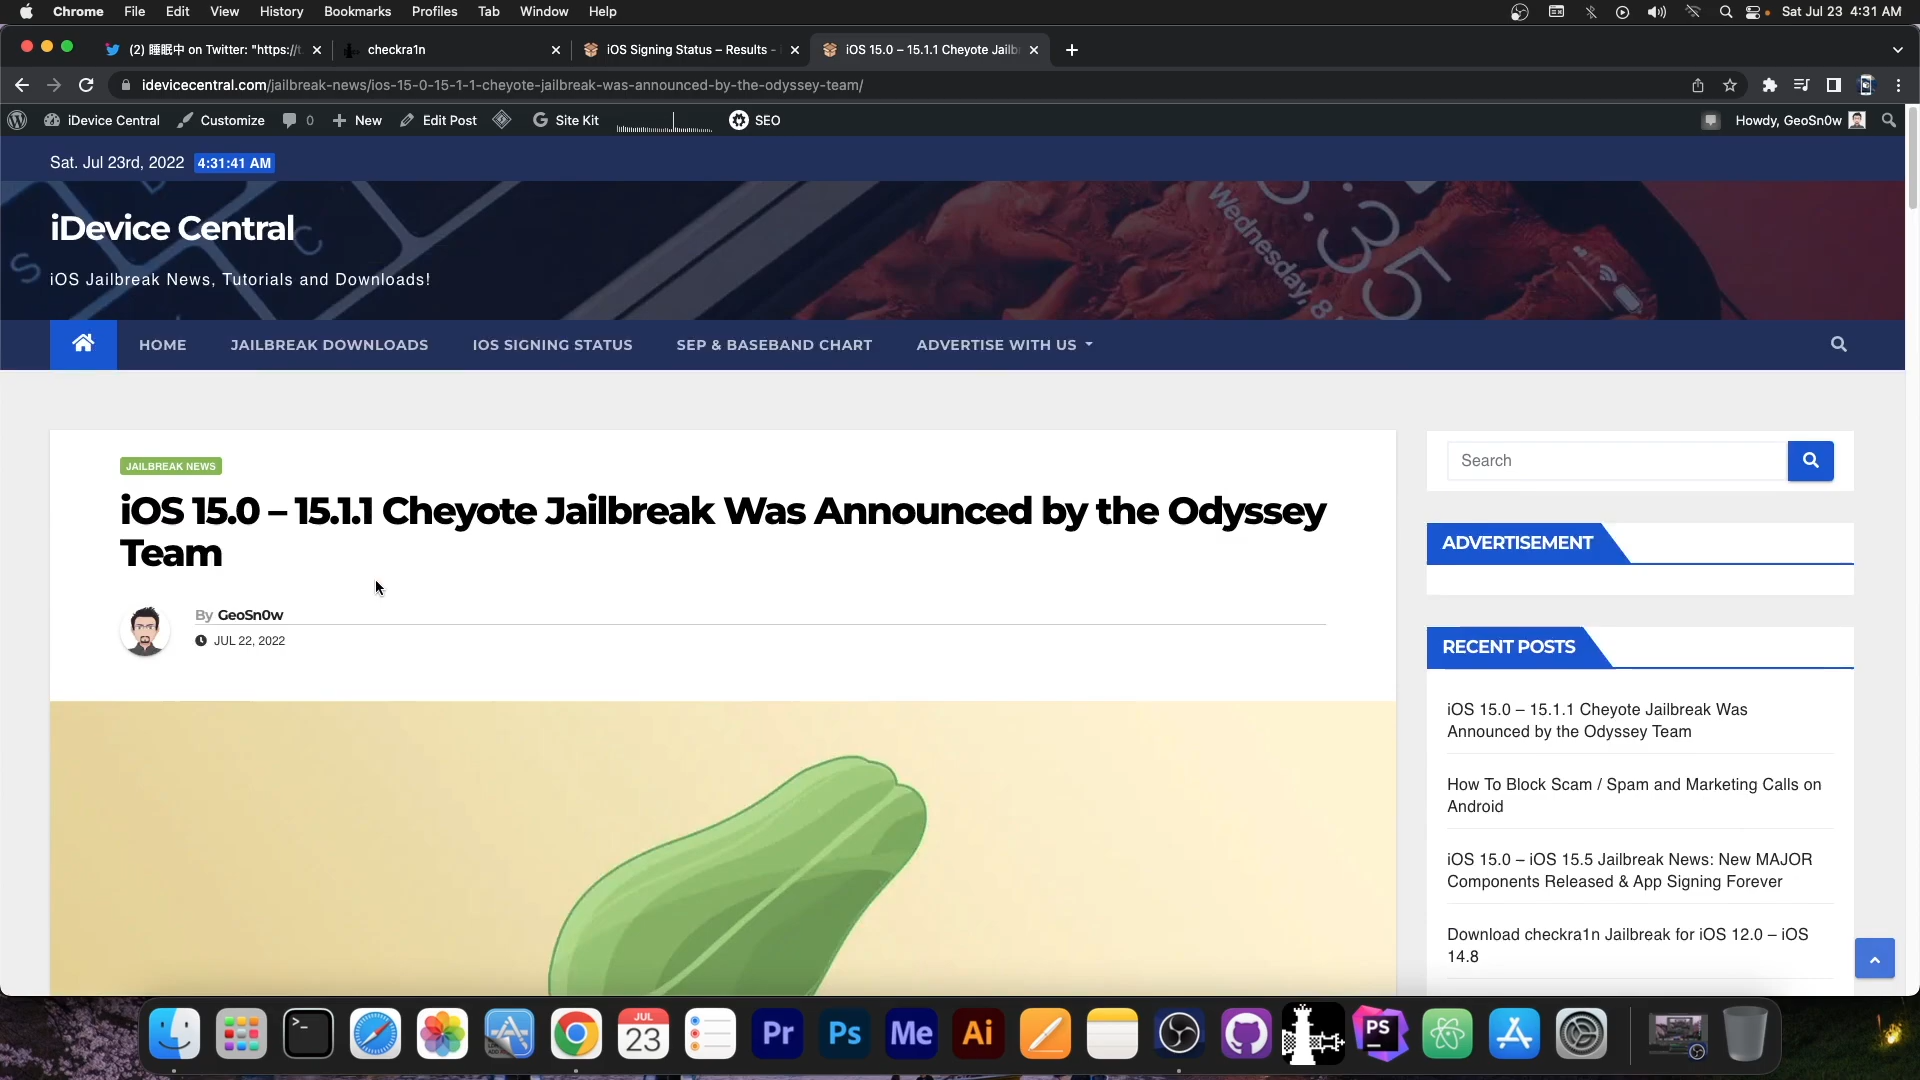 Chrome File Edit View History Bookmarks Profiles Tab Window Help Sat Jul 23 4:31 AM
(2) 睡眠中 on Twitter: "https://t. checkra1n iOS Signing Status – Results - iOS 15.0 – 15.1.1 Cheyote Jailb
idevicecentral.com/jailbreak-news/ios-15-0-15-1-1-cheyote-jailbreak-was-announced-by-the-odyssey-team/
iDevice Central Customize 0 New Edit Post Site Kit SEO Howdy, GeoSn0w
Sat. Jul 23rd, 2022 4:31:41 AM
iDevice Central
iOS Jailbreak News, Tutorials and Downloads!
HOME JAILBREAK DOWNLOADS IOS SIGNING STATUS SEP & BASEBAND CHART ADVERTISE WITH US
JAILBREAK NEWS
iOS 15.0 – 15.1.1 Cheyote Jailbreak Was Announced by the Odyssey
Team
By GeoSn0w
JUL 22, 2022
Search
ADVERTISEMENT
RECENT POSTS
iOS 15.0 – 15.1.1 Cheyote Jailbreak Was
Announced by the Odyssey Team
How To Block Scam / Spam and Marketing Calls on
Android
iOS 15.0 – iOS 15.5 Jailbreak News: New MAJOR
Components Released & App Signing Forever
Download checkra1n Jailbreak for iOS 12.0 – iOS
14.8
JUL
23
Pr
Ps
Me
Ai
PS